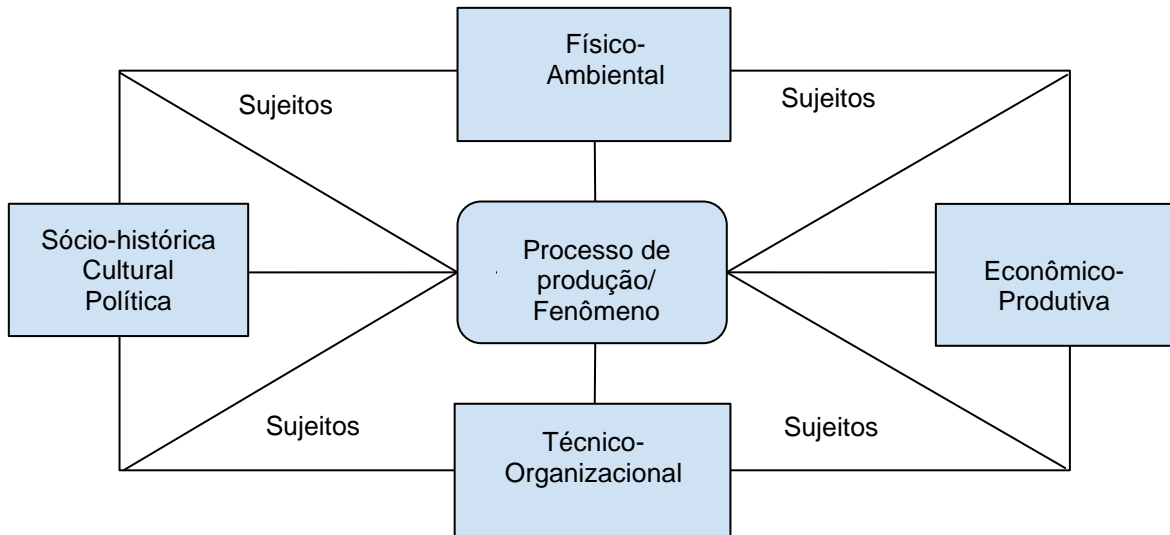 Físico-
Ambiental
Sujeitos
Sujeitos
Sócio-histórica
Cultural
Política
Processo de
produção/
Fenômeno
Econômico-
Produtiva
Sujeitos
Técnico-
Organizacional
Sujeitos